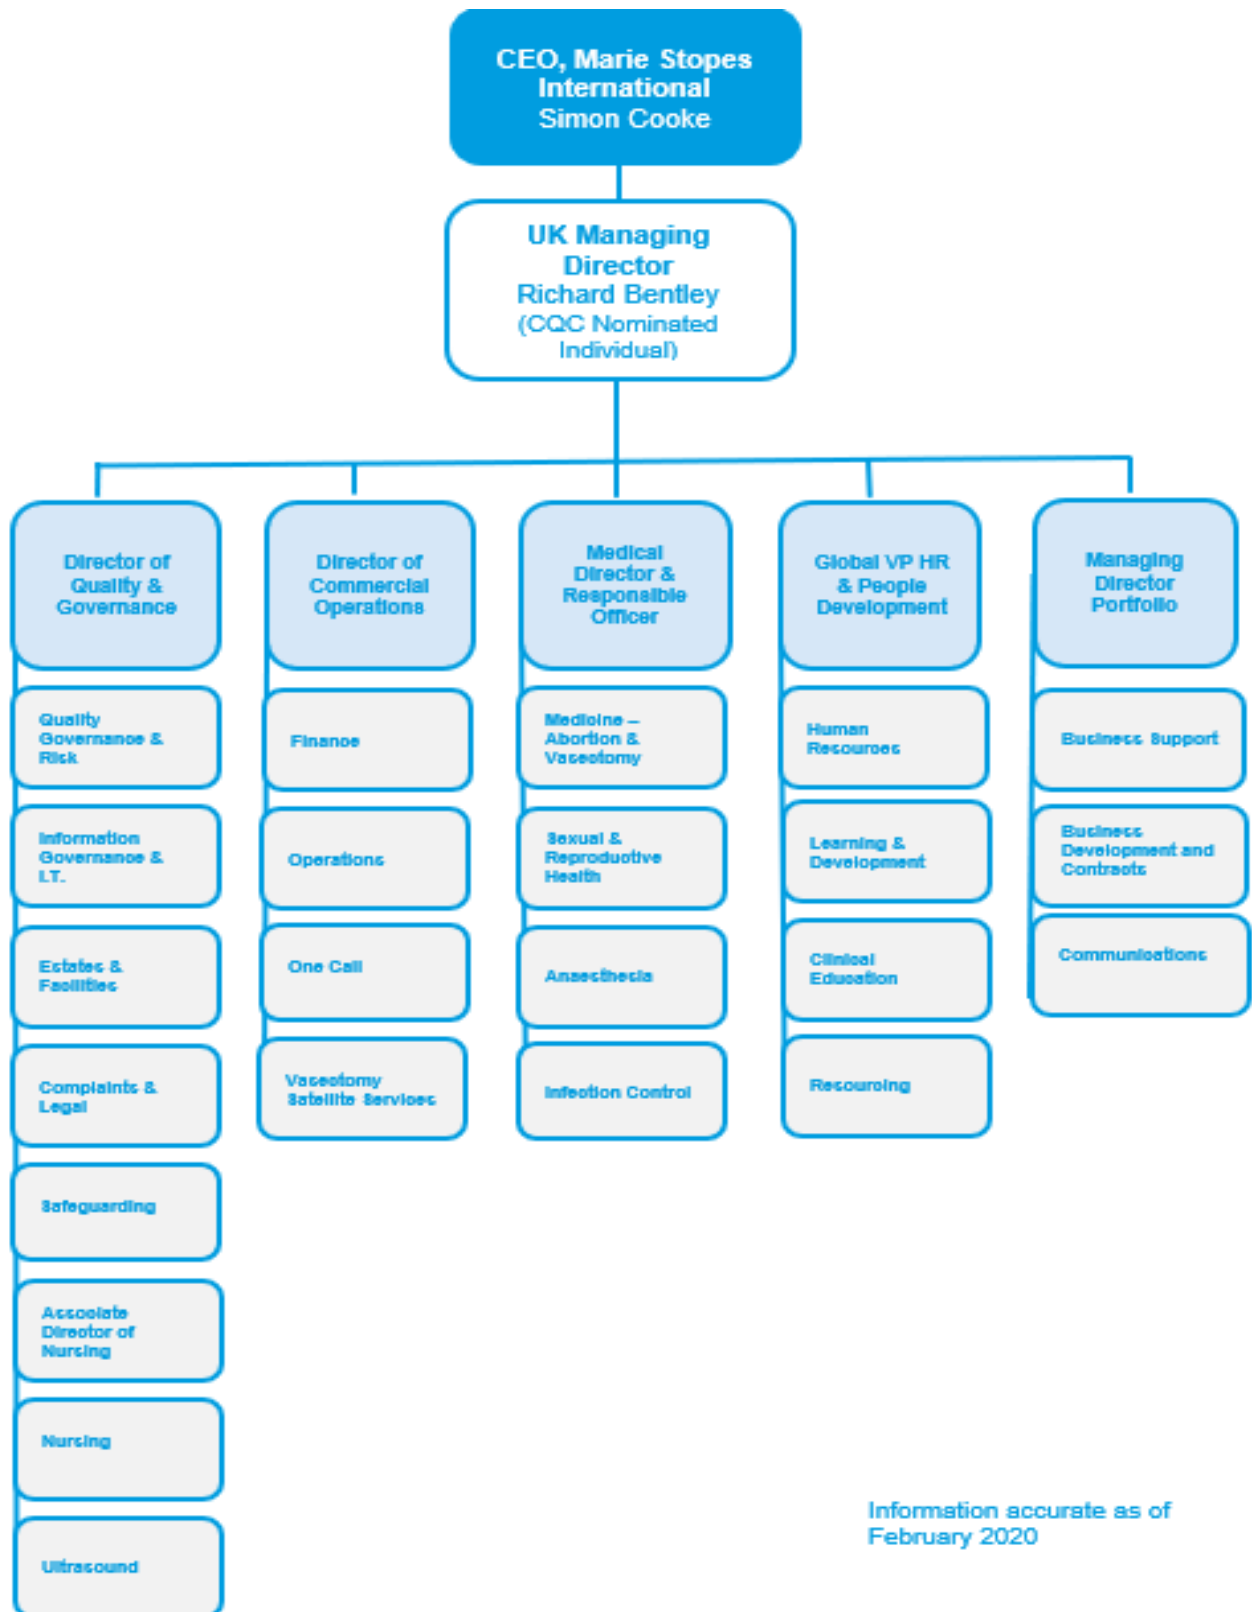 CEO, Marie Stopes
International
Simon Cooke
UK Managing
Director
Richard Bentley
(CQC Nominated
Individual)
Director of
Quality &
Governance
Quality
Governance &
Risk
Information
Governance &
I.T.
Estates &
Facilities
Complaints &
Legal
Safeguarding
Associate
Director of
Nursing
Nursing
Ultrasound
Director of
Commercial
Operations
Finance
Operations
One Call
Vasectomy
Satellite Services
Medical
Director &
Responsible
Officer
Medicine –
Abortion &
Vasectomy
Sexual &
Reproductive
Health
Anaesthesia
Infection Control
Global VP HR
& People
Development
Human
Resources
Learning &
Development
Clinical
Education
Resourcing
Managing
Director
Portfolio
Business Support
Business
Development and
Contracts
Communications
Information accurate as of
February 2020